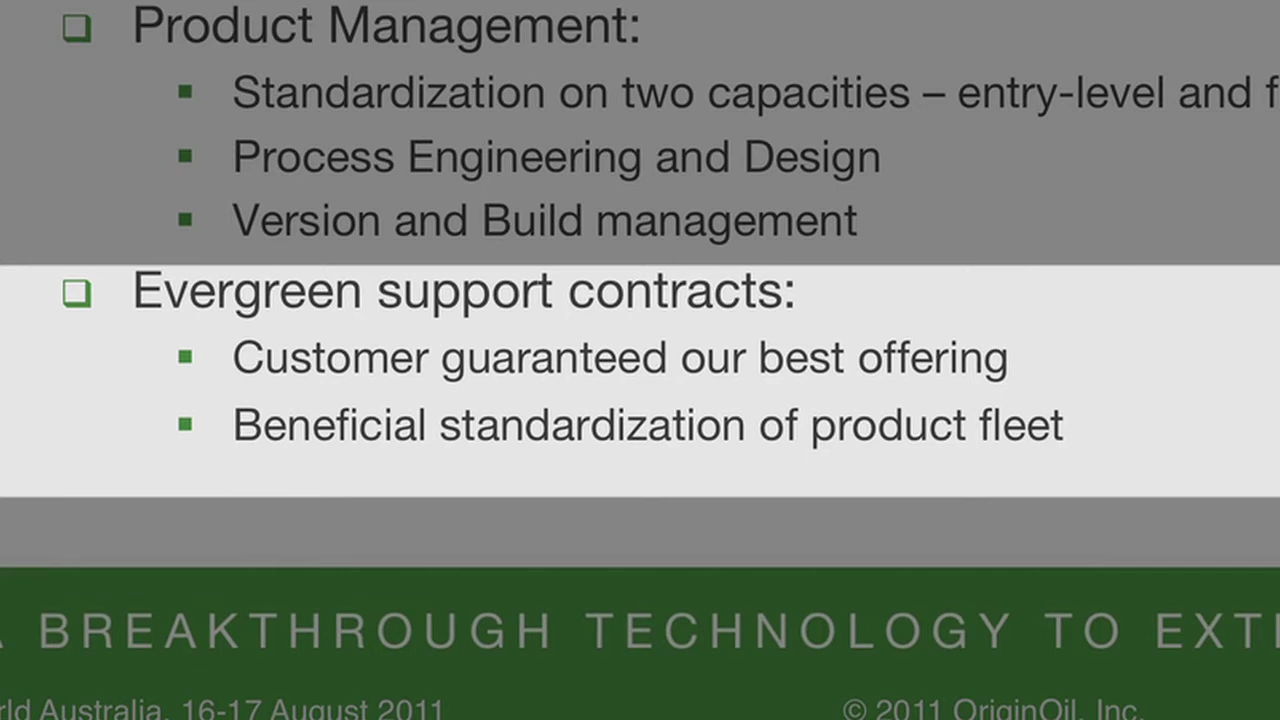 Product Management:
Standardization on two capacities – entry-level and
Process Engineering and Design
Version and Build management
Evergreen support contracts:
Customer guaranteed our best offering
Beneficial standardization of product fleet
BREAKTHROUGH TECHNOLOGY TO
Australia, 16-17 August 2011
© 2011 OriginOil, Inc.